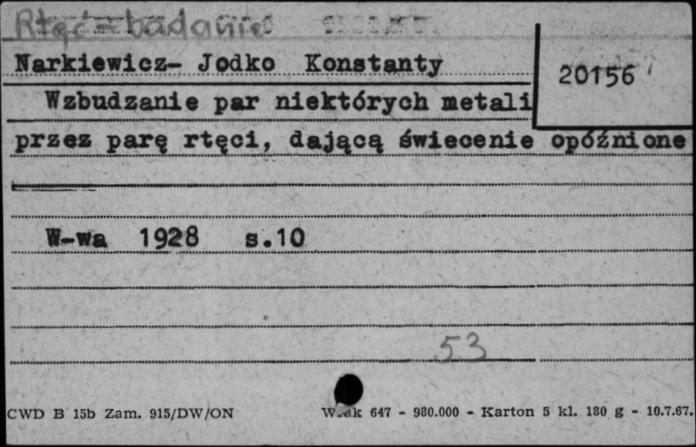 Rtęć - badanie
Narkiewicz- Jodko Konstanty
20156
Wzbudzanie par niektórych metali
przez parę rtęci, dającą świecenie opóźnione
W-wa 1928 s.10
53
CWD B 15b Zam. 915/DW/ON
647 - 980.000 - Karton 5 kl. 180 g - 10.7.67.